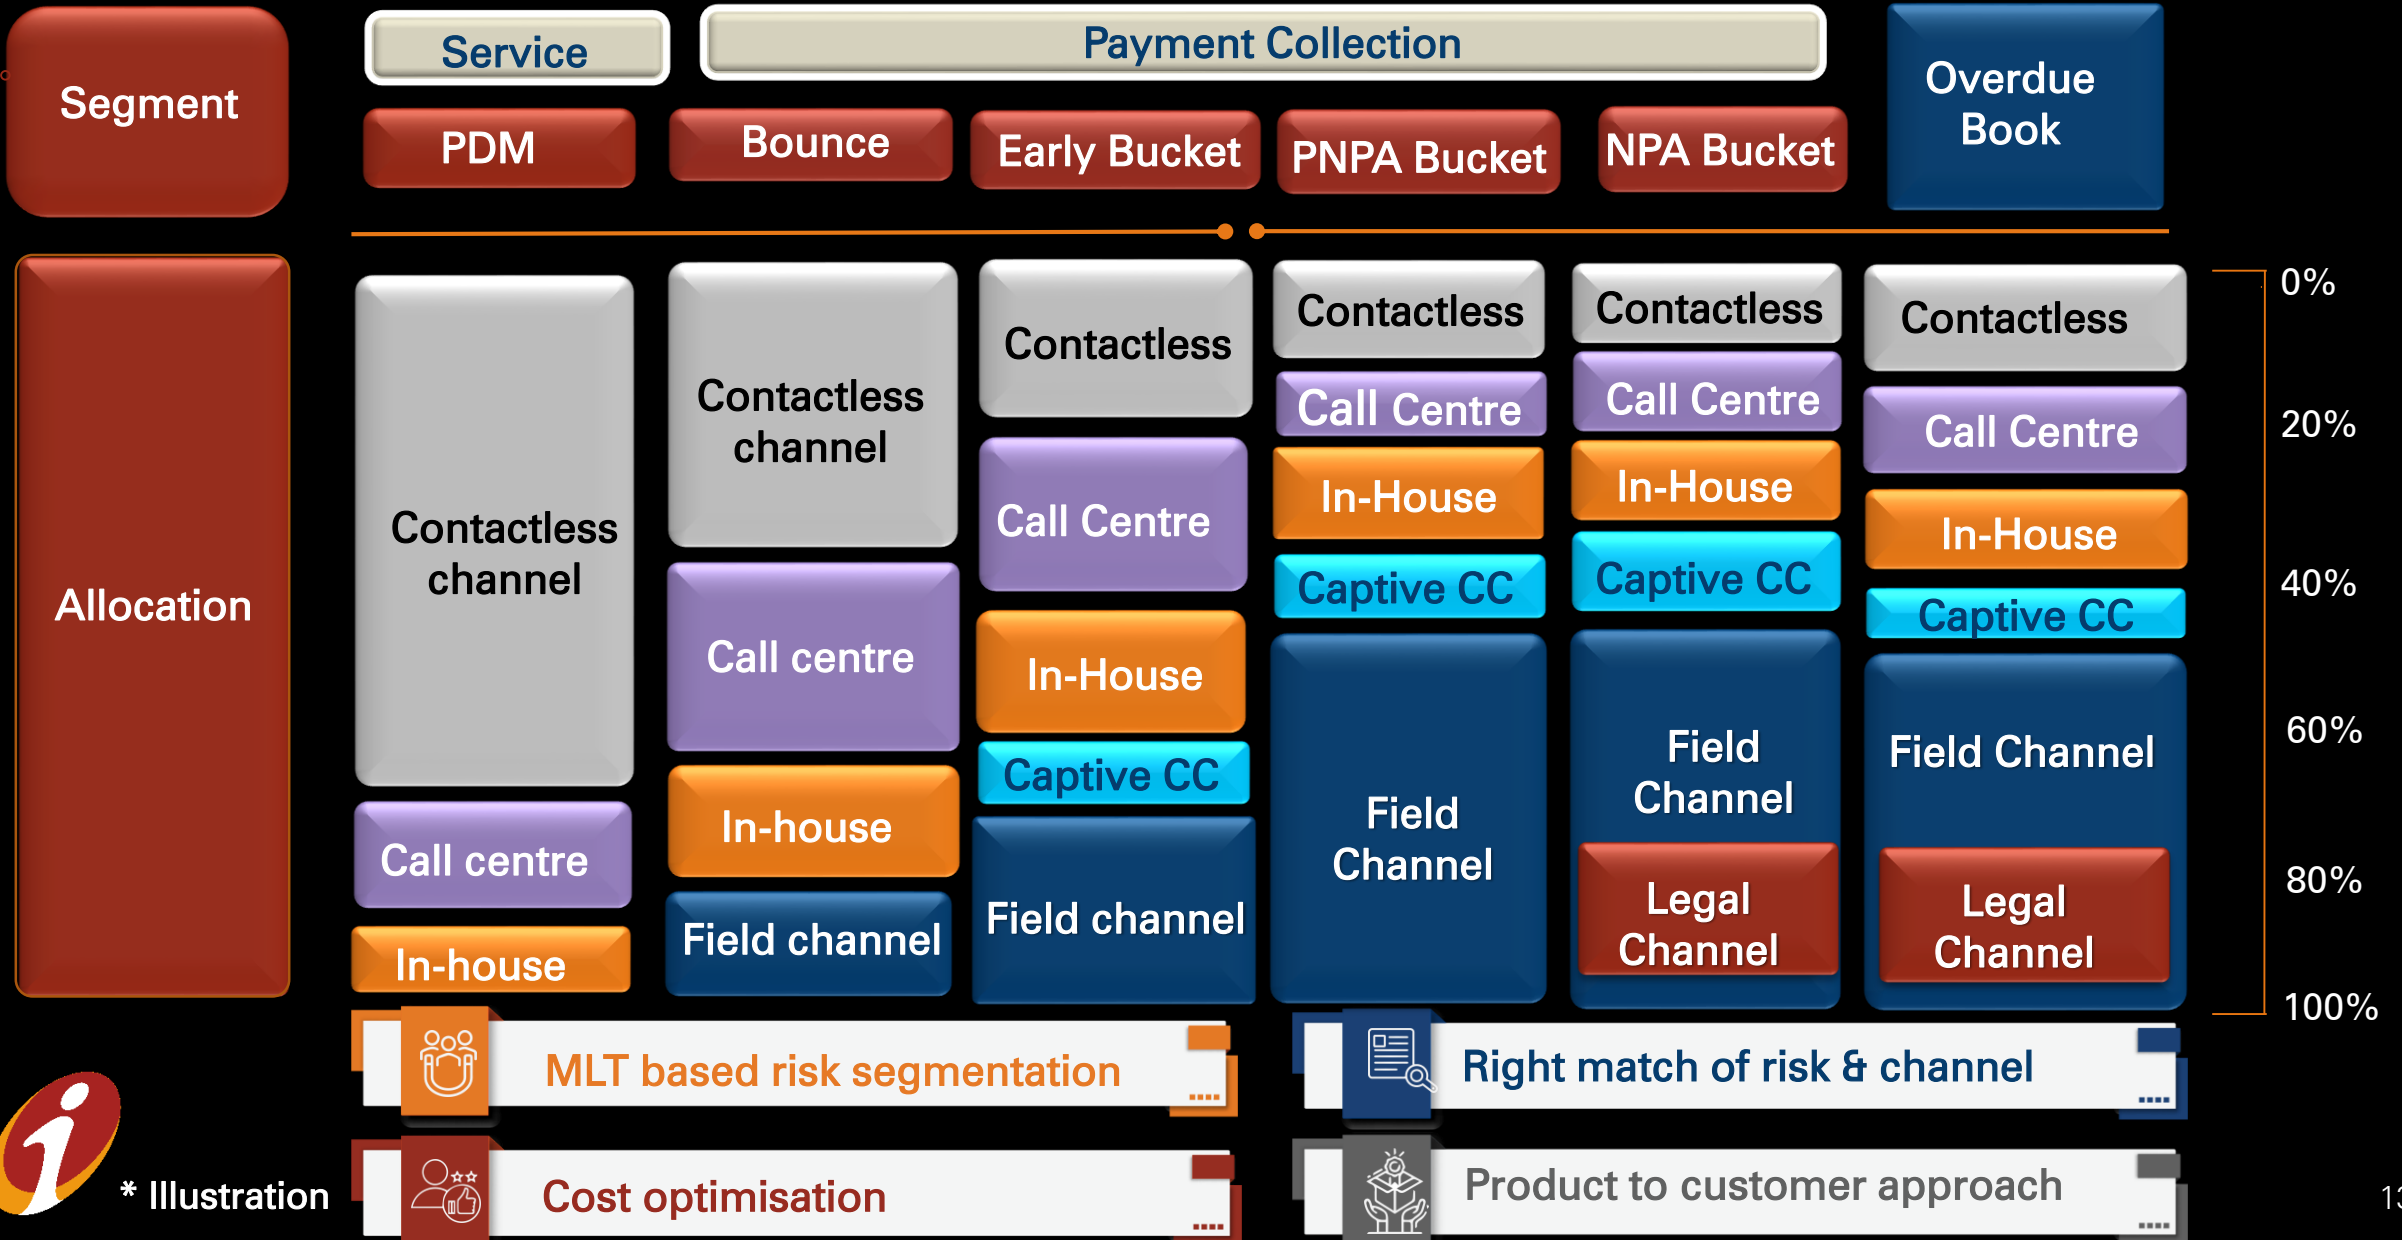 Segment
Service
Payment Collection
Overdue
Book
PDM
Bounce
Early Bucket
PNPA Bucket
NPA Bucket
Allocation
Contactless
channel
Call centre
In-house
Contactless
channel
Call centre
In-house
Field channel
Contactless
Call Centre
In-House
Captive CC
Field channel
Contactless
Call Centre
In-House
Captive CC
Field
Channel
Contactless
Call Centre
In-House
Captive CC
Field
Channel
Legal
Channel
Contactless
Call Centre
In-House
Captive CC
Field Channel
Legal
Channel
0%
20%
40%
60%
80%
100%
MLT based risk segmentation
Right match of risk & channel
Cost optimisation
Product to customer approach
* Illustration